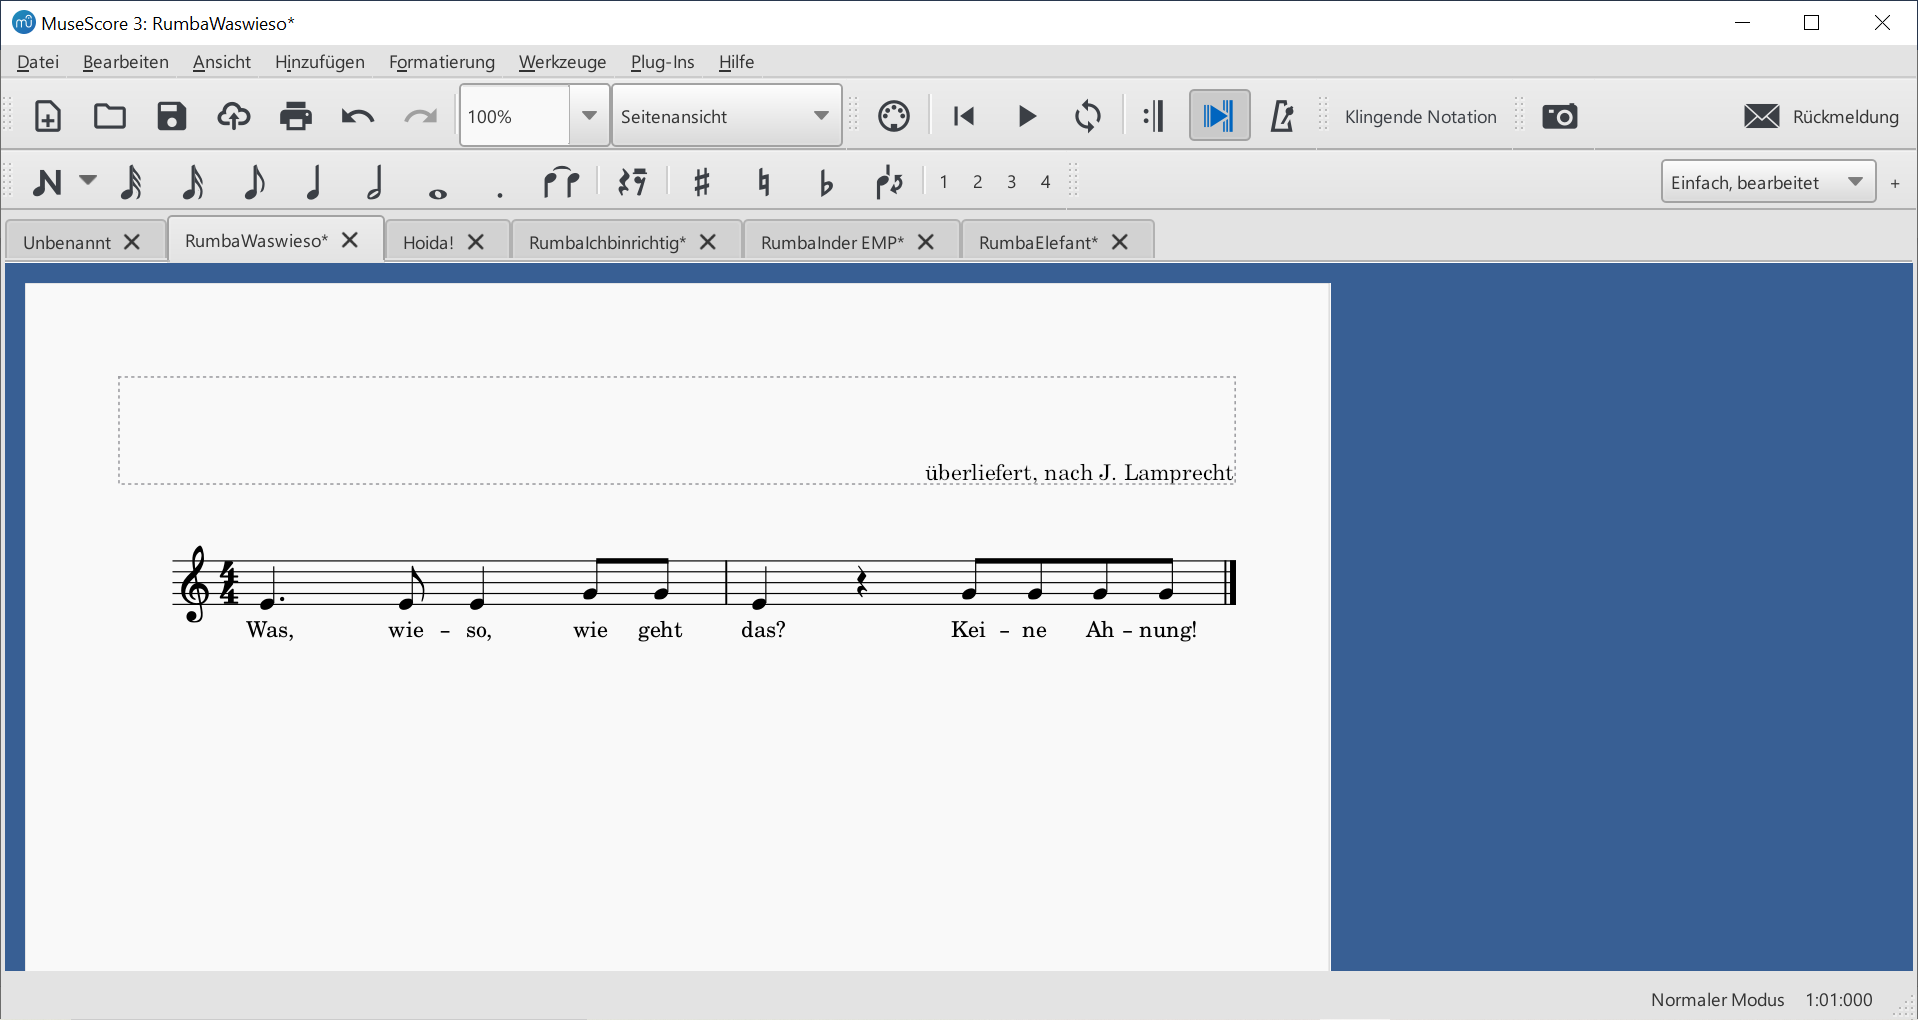 MuseScore 3: RumbaWaswieso*
Datei Bearbeiten Ansicht Hinzufügen Formatierung Werkzeuge Plug-Ins Hilfe
100% Seitenansicht Klingende Notation Rückmeldung
1 2 3 4 Einfach, bearbeitet +
Unbenannt RumbaWaswieso* Hoida! RumbaIchbinrichtig* RumbaInder EMP* RumbaElefant*
überliefert, nach J. Lamprecht
4
4
Was, wie – so, wie geht das? Kei – ne Ah – nung!
Normaler Modus 1:01:000